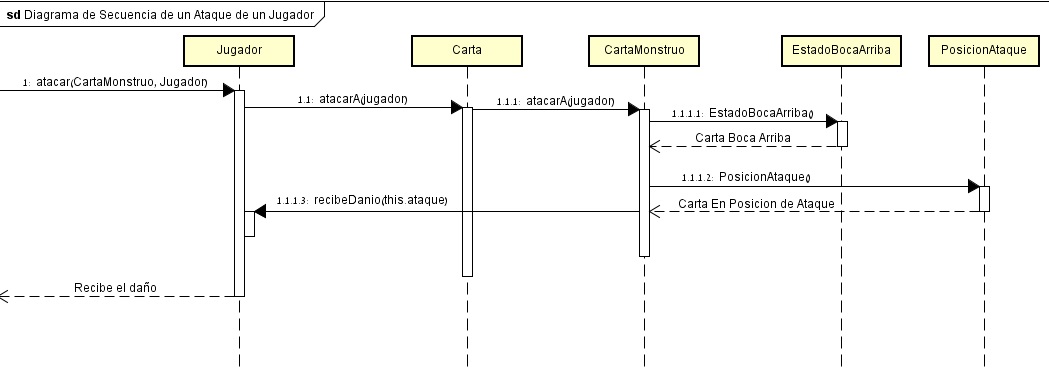 sd Diagrama de Secuencia de un Ataque de un Jugador
Jugador
Carta
CartaMonstruo
EstadoBocaArriba
PosicionAtaque
1: atacar(CartaMonstruo, Jugador)
1.1: atacarA(jugador)
1.1.1: atacarA(jugador)
1.1.1.1: EstadoBocaArriba()
Carta Boca Arriba
1.1.1.2: PosicionAtaque()
1.1.1.3: recibeDanio(this.ataque)
Carta En Posicion de Ataque
Recibe el daño